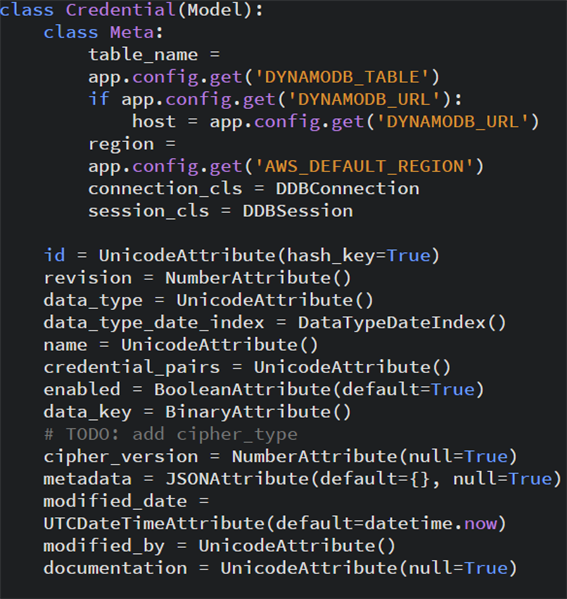 class Credential(Model):
    class Meta:
        table_name =
        app.config.get('DYNAMODB_TABLE')
        if app.config.get('DYNAMODB_URL'):
            host = app.config.get('DYNAMODB_URL')
        region =
        app.config.get('AWS_DEFAULT_REGION')
        connection_cls = DDBConnection
        session_cls = DDBSession

    id = UnicodeAttribute(hash_key=True)
    revision = NumberAttribute()
    data_type = UnicodeAttribute()
    data_type_date_index = DataTypeDateIndex()
    name = UnicodeAttribute()
    credential_pairs = UnicodeAttribute()
    enabled = BooleanAttribute(default=True)
    data_key = BinaryAttribute()
    # TODO: add cipher_type
    cipher_version = NumberAttribute(null=True)
    metadata = JSONAttribute(default={}, null=True)
    modified_date =
    UTCDateTimeAttribute(default=datetime.now)
    modified_by = UnicodeAttribute()
    documentation = UnicodeAttribute(null=True)